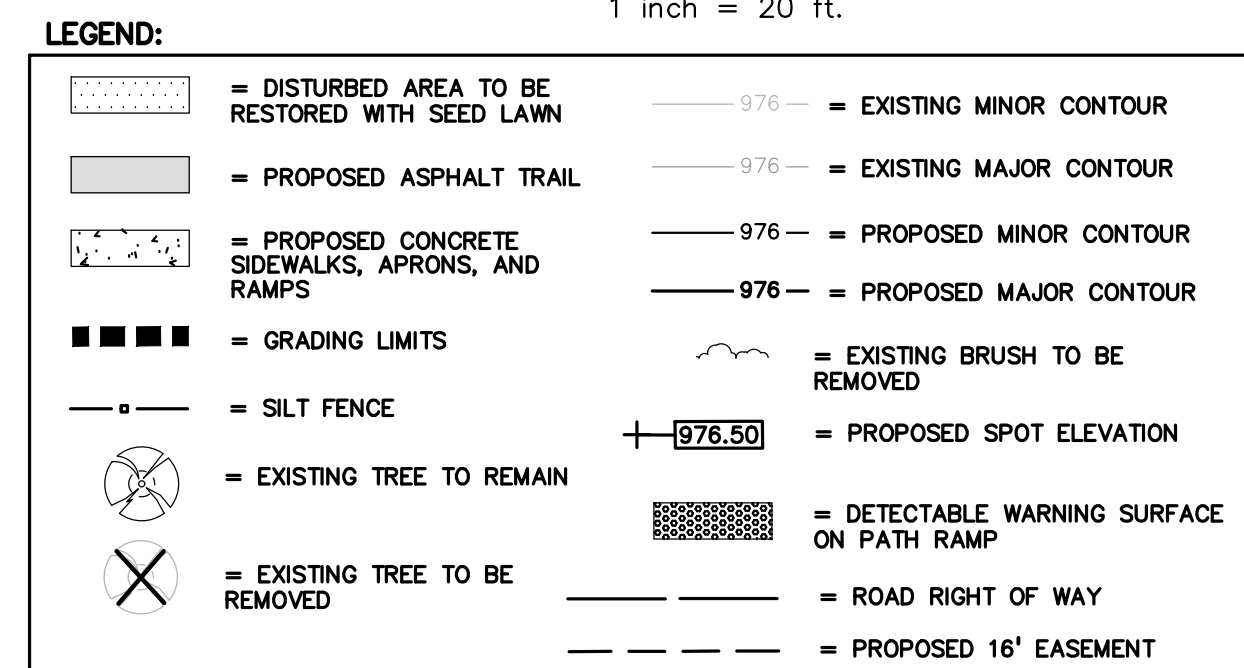 1 inch = 20 ft.
LEGEND:
= DISTURBED AREA TO BE
RESTORED WITH SEED LAWN
= PROPOSED ASPHALT TRAIL
= PROPOSED CONCRETE
SIDEWALKS, APRONS, AND
RAMPS
= GRADING LIMITS
= SILT FENCE
= EXISTING TREE TO REMAIN
= EXISTING TREE TO BE
REMOVED
976 = EXISTING MINOR CONTOUR
976 = EXISTING MAJOR CONTOUR
976 = PROPOSED MINOR CONTOUR
976 = PROPOSED MAJOR CONTOUR
= EXISTING BRUSH TO BE
REMOVED
976.50 = PROPOSED SPOT ELEVATION
= DETECTABLE WARNING SURFACE
ON PATH RAMP
= ROAD RIGHT OF WAY
= PROPOSED 16' EASEMENT